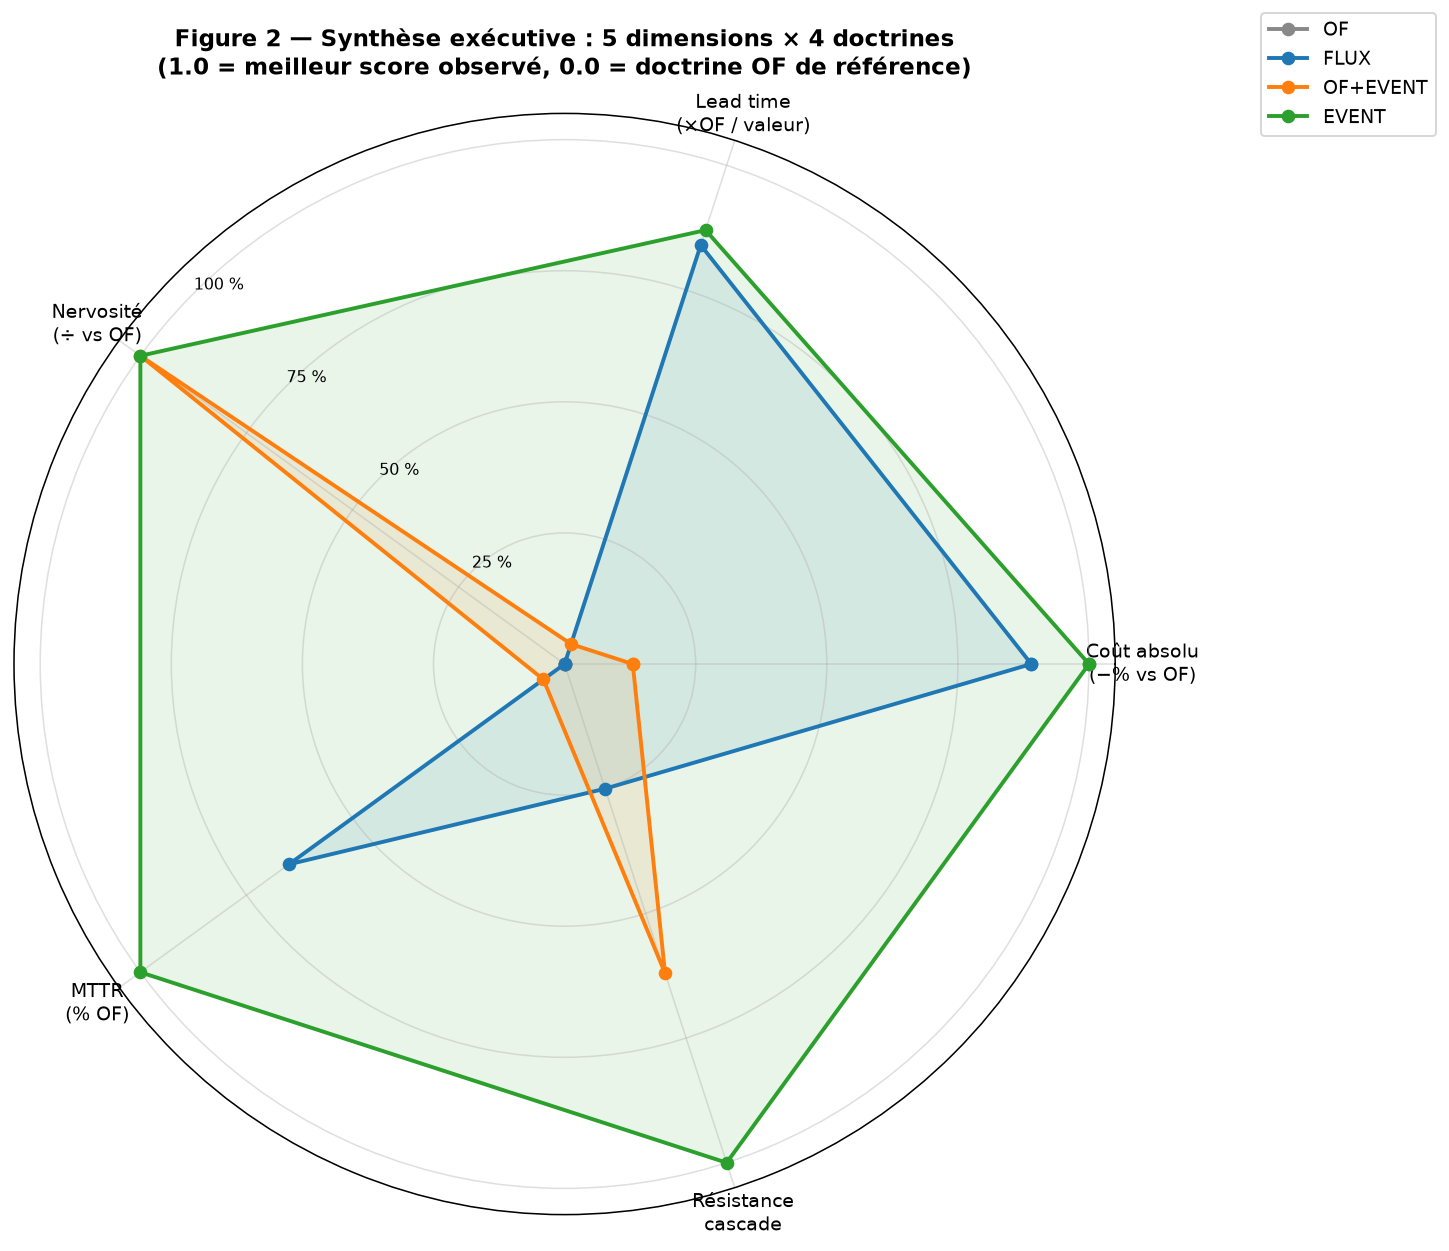 Figure 2 — Synthèse exécutive : 5 dimensions × 4 doctrines
(1.0 = meilleur score observé, 0.0 = doctrine OF de référence)
OF
FLUX
OF+EVENT
EVENT
Lead time
(×OF / valeur)
Nervosité
(÷ vs OF)
100 %
75 %
50 %
25 %
Coût absolu
(−% vs OF)
MTTR
(% OF)
Résistance
cascade